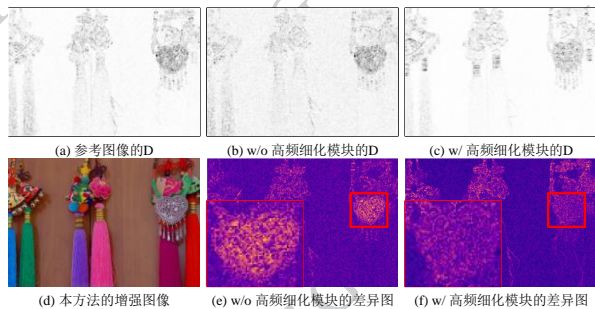 (a) 参考图像的D
(b) w/o 高频细化模块的D
(c) w/ 高频细化模块的D
(d) 本方法的增强图像
(e) w/o 高频细化模块的差异图
(f) w/ 高频细化模块的差异图